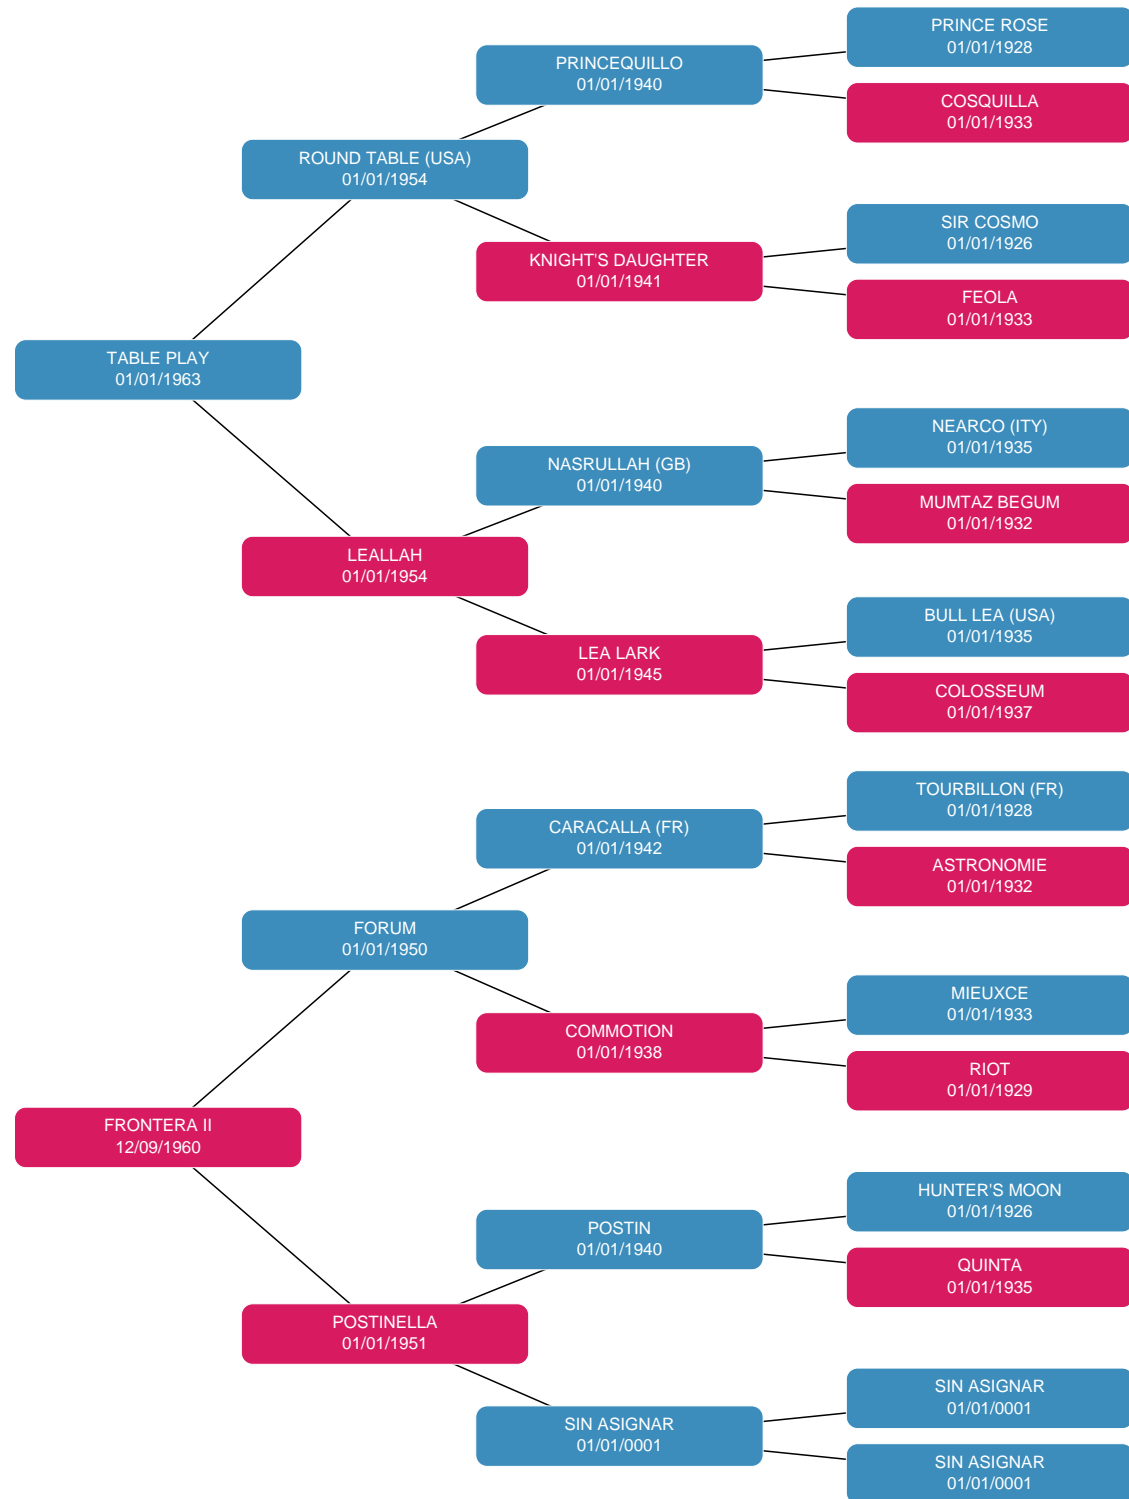 PRINCE ROSE
01/01/1928
PRINCEQUILLO
01/01/1940
COSQUILLA
01/01/1933
ROUND TABLE (USA)
01/01/1954
SIR COSMO
01/01/1926
KNIGHT'S DAUGHTER
01/01/1941
FEOLA
01/01/1933
TABLE PLAY
01/01/1963
NEARCO (ITY)
01/01/1935
NASRULLAH (GB)
01/01/1940
MUMTAZ BEGUM
01/01/1932
LEALLAH
01/01/1954
BULL LEA (USA)
01/01/1935
LEA LARK
01/01/1945
COLOSSEUM
01/01/1937
TOURBILLON (FR)
01/01/1928
CARACALLA (FR)
01/01/1942
ASTRONOMIE
01/01/1932
FORUM
01/01/1950
MIEUXCE
01/01/1933
COMMOTION
01/01/1938
RIOT
01/01/1929
FRONTERA II
12/09/1960
HUNTER'S MOON
01/01/1926
POSTIN
01/01/1940
QUINTA
01/01/1935
POSTINELLA
01/01/1951
SIN ASIGNAR
01/01/0001
SIN ASIGNAR
01/01/0001
SIN ASIGNAR
01/01/0001